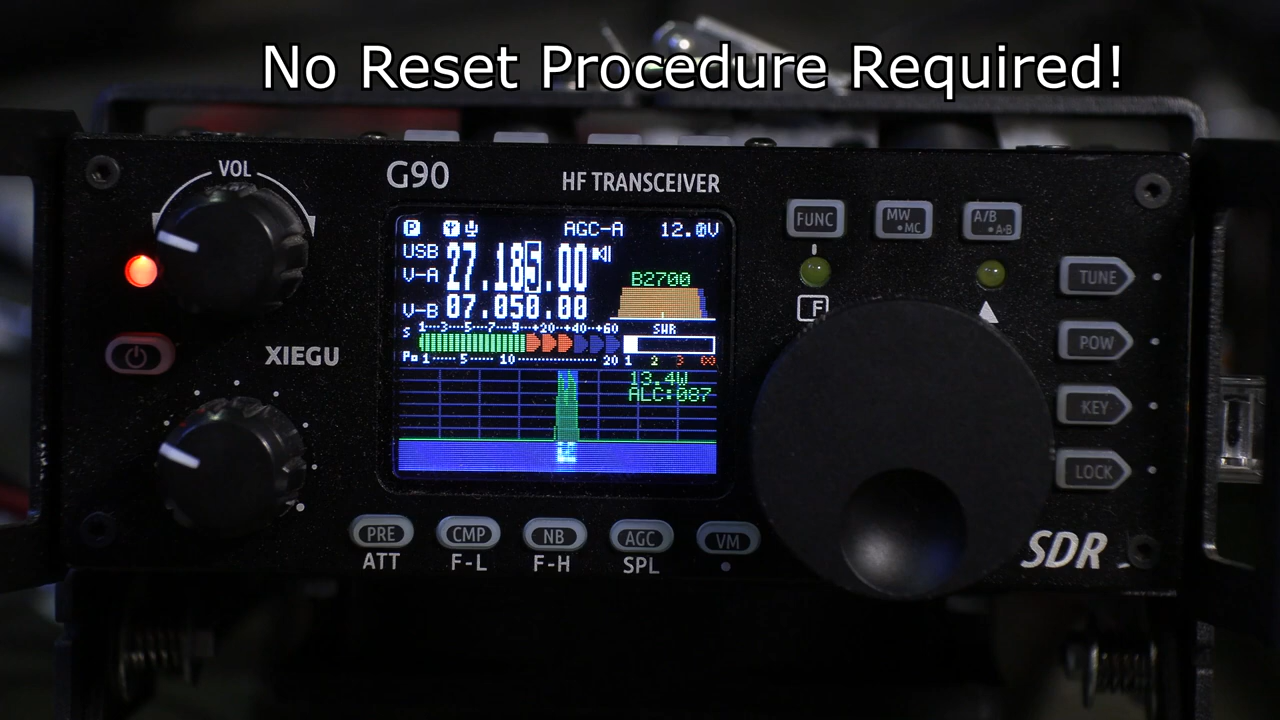 No Reset Procedure Required!
VOL
G90
HF TRANSCEIVER
FUNC
MW
•MC
A/B
•A=B
P Y AGC-A 12.0V
USB 27.185.00
V-A
B2700
V-B 07.050.00
S 1--3--5--7--9--+20--+40--+60
SWR
Po 1----5-----10------------20
1 2 3 ∞
13.4W
ALC:087
F
XIEGU
TUNE
POW
KEY
LOCK
PRE CMP NB AGC VM
ATT F-L F-H SPL
SDR